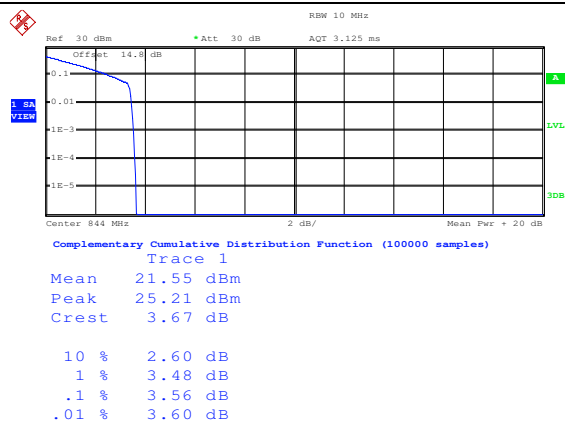 RBW 10 MHz
Ref 30 dBm *Att 30 dB AQT 3.125 ms
Offset 14.8 dB
0.1
A
0.01
1 SA
VIEW
1E-3
LVL
1E-4
1E-5
3DB
Center 844 MHz 2 dB/ Mean Pwr + 20 dB
Complementary Cumulative Distribution Function (100000 samples)
Trace 1
Mean 21.55 dBm
Peak 25.21 dBm
Crest 3.67 dB
10 % 2.60 dB
1 % 3.48 dB
.1 % 3.56 dB
.01 % 3.60 dB